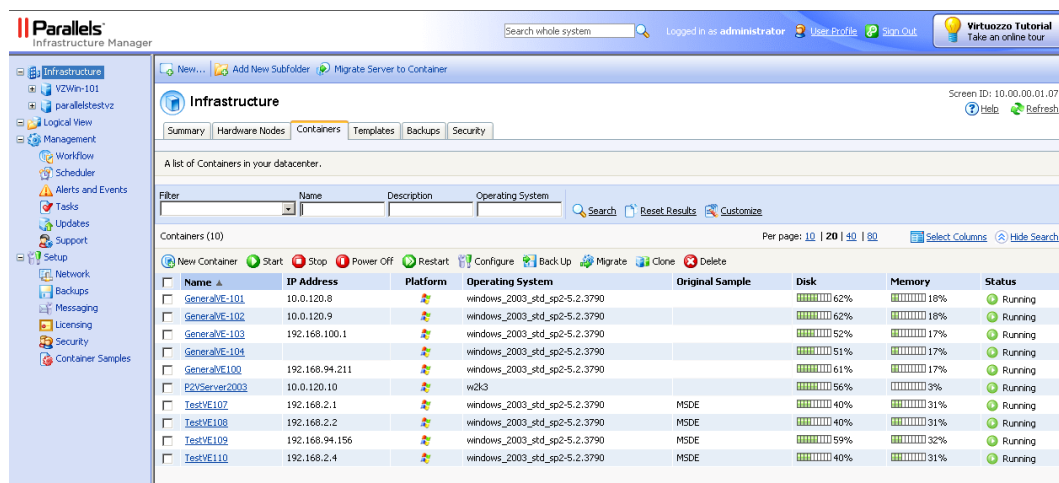 Parallels
Infrastructure Manager
Search whole system
Logged in as administrator User Profile Sign Out
Virtuozzo Tutorial
Take an online tour
Infrastructure
VZWin-101
parallelstestvz
Logical View
Management
Workflow
Scheduler
Alerts and Events
Tasks
Updates
Support
Setup
Network
Backups
Messaging
Licensing
Security
Container Samples
New... Add New Subfolder Migrate Server to Container
Infrastructure
Screen ID: 10.00.00.01.07
Help Refresh
Summary Hardware Nodes Containers Templates Backups Security
A list of Containers in your datacenter.
Filter Name Description Operating System
Search Reset Results Customize
Containers (10) Per page: 10 | 20 | 40 | 80 Select Columns Hide Search
New Container Start Stop Power Off Restart Configure Back Up Migrate Clone Delete
Name IP Address Platform Operating System Original Sample Disk Memory Status
GeneralVE-101 10.0.120.8 windows_2003_std_sp2-5.2.3790 62% 18% Running
GeneralVE-102 10.0.120.9 windows_2003_std_sp2-5.2.3790 62% 18% Running
GeneralVE-103 192.168.100.1 windows_2003_std_sp2-5.2.3790 52% 17% Running
GeneralVE-104 windows_2003_std_sp2-5.2.3790 51% 17% Running
GeneralVE100 192.168.94.211 windows_2003_std_sp2-5.2.3790 61% 17% Running
P2VServer2003 10.0.120.10 w2k3 56% 3% Running
TestVE107 192.168.2.1 windows_2003_std_sp2-5.2.3790 MSDE 40% 31% Running
TestVE108 192.168.2.2 windows_2003_std_sp2-5.2.3790 MSDE 40% 31% Running
TestVE109 192.168.94.156 windows_2003_std_sp2-5.2.3790 MSDE 59% 32% Running
TestVE110 192.168.2.4 windows_2003_std_sp2-5.2.3790 MSDE 40% 31% Running